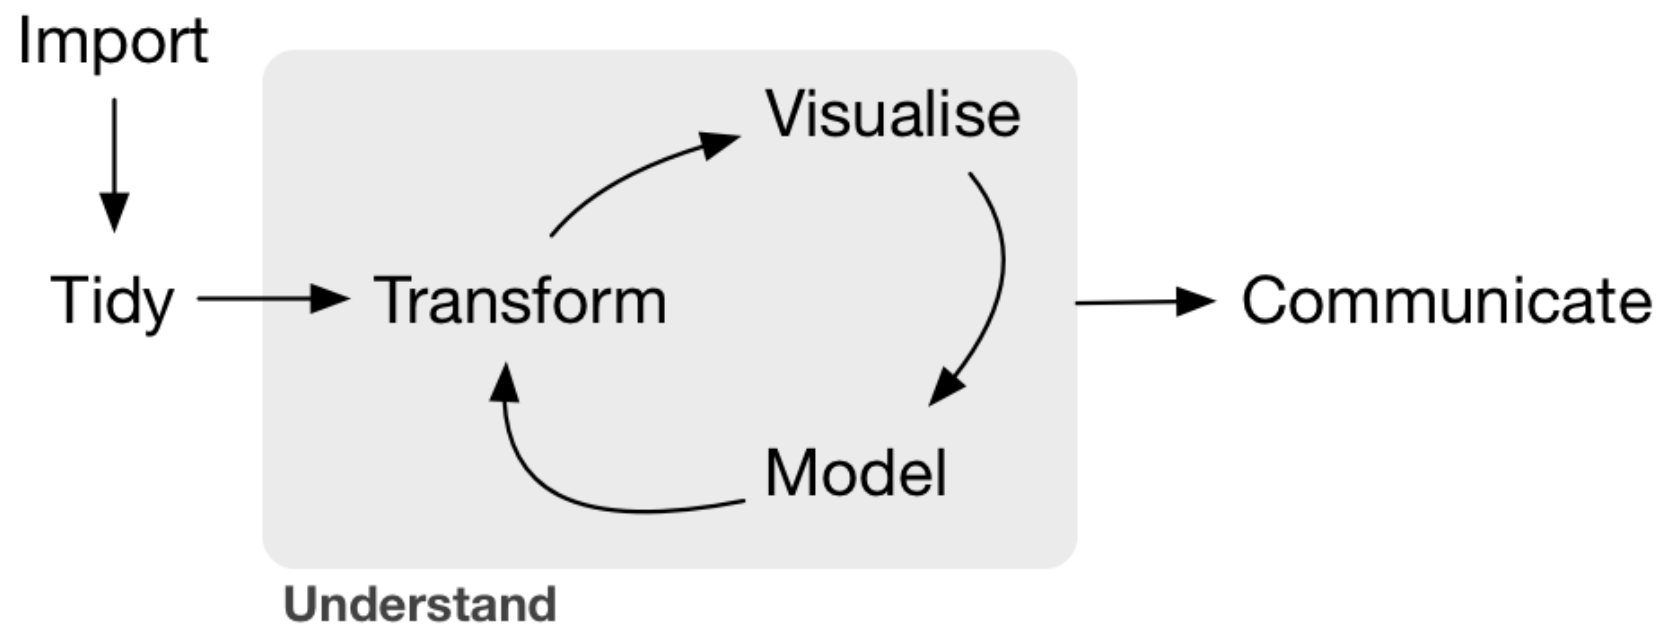 Import
Visualise
Tidy
Transform
Communicate
Model
Understand